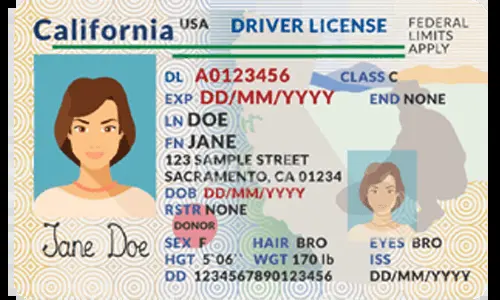 California USA DRIVER LICENSE FEDERAL
LIMITS
APPLY
DL A0123456 CLASS C
EXP DD/MM/YYYY END NONE
LN DOE
FN JANE
123 SAMPLE STREET
SACRAMENTO, CA 01234
DOB DD/MM/YYYY
RSTR NONE
DONOR
Jane Doe
SEX F HAIR BRO EYES BRO
HGT 5'06" WGT 170 lb ISS
DD 1234567890123456 DD/MM/YYYY